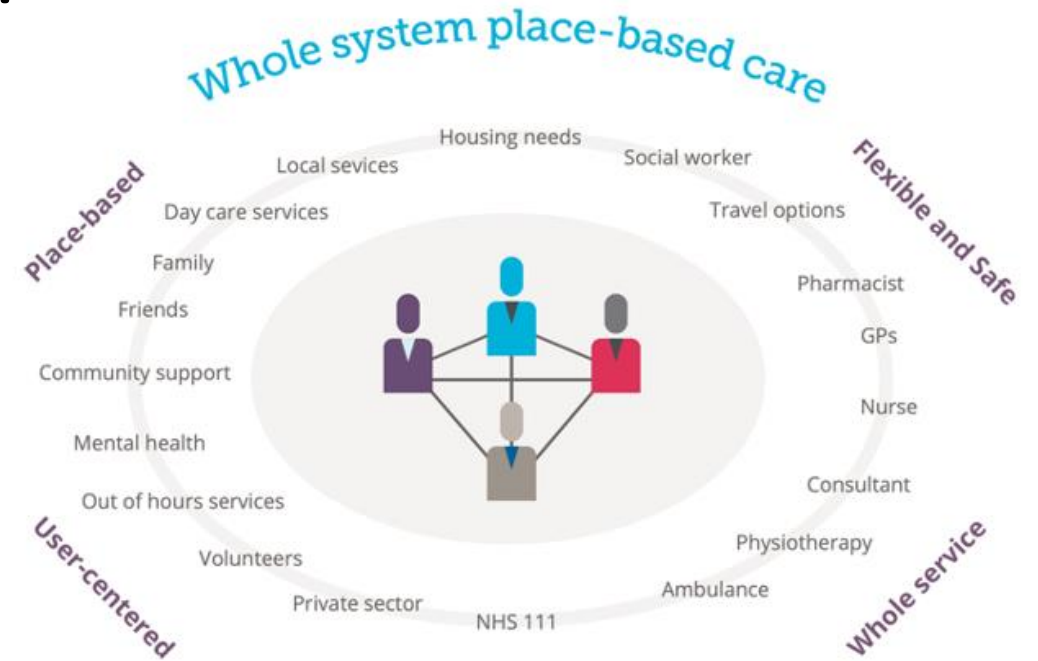 Whole system place-based care
Housing needs
Local sevices
Social worker
Place-based
Flexible and Safe
Day care services
Travel options
Family
Pharmacist
Friends
GPs
Community support
Nurse
Mental health
Consultant
Out of hours services
User-centered
Physiotherapy
Whole service
Volunteers
Ambulance
Private sector
NHS 111